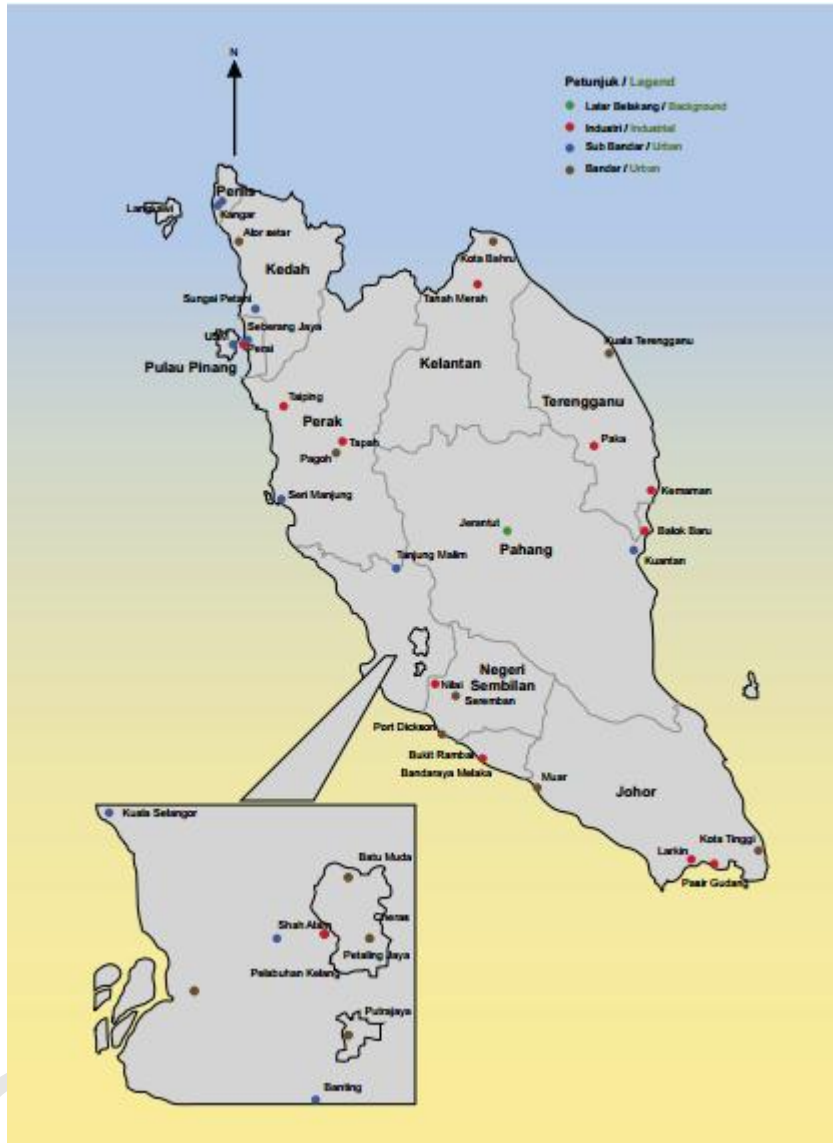 N
Petunjuk / Legend
Latar Belakang / Background
Industri / Industrial
Sub Bandar / Urban
Bandar / Urban
Perlis
Langkawi
Kangar
Alor setar
Kota Bahru
Kedah
Tanah Merah
Sungai Petani
Seberang Jaya
Perai
Kuala Terengganu
Pulau Pinang
Kelantan
Taiping
Terengganu
Perak
Tapah
Paka
Pagoh
Seri Manjung
Kemaman
Jerantut
Balok Baru
Pahang
Tanjung Malim
Kuantan
Negeri
Sembilan
Nilai
Seremban
Port Dickson
Bukit Rambai
Bandaraya Melaka
Muar
Johor
Kota Tinggi
Larkin
Pasir Gudang
Kuala Selangor
Batu Muda
Cheras
Shah Alam
Petaling Jaya
Pelabuhan Kelang
Putrajaya
Banting